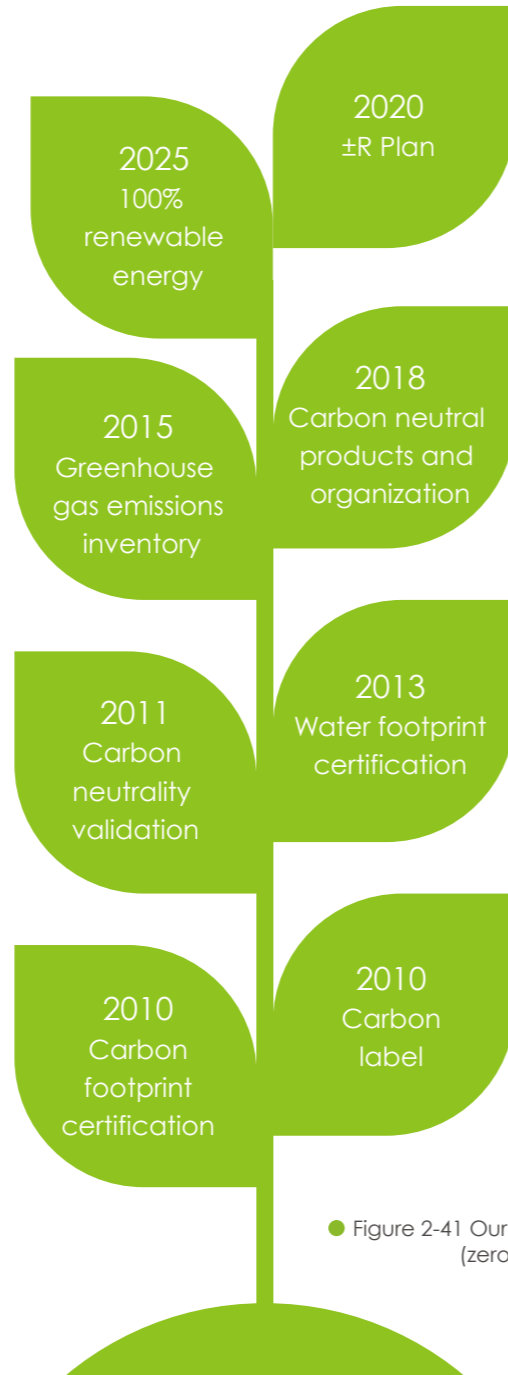 2020
±R Plan
2025
100%
renewable
energy
2018
Carbon neutral
products and
organization
2015
Greenhouse
gas emissions
inventory
2013
Water footprint
certification
2011
Carbon
neutrality
validation
2010
Carbon
label
2010
Carbon
footprint
certification
Figure 2-41 Our
(zero